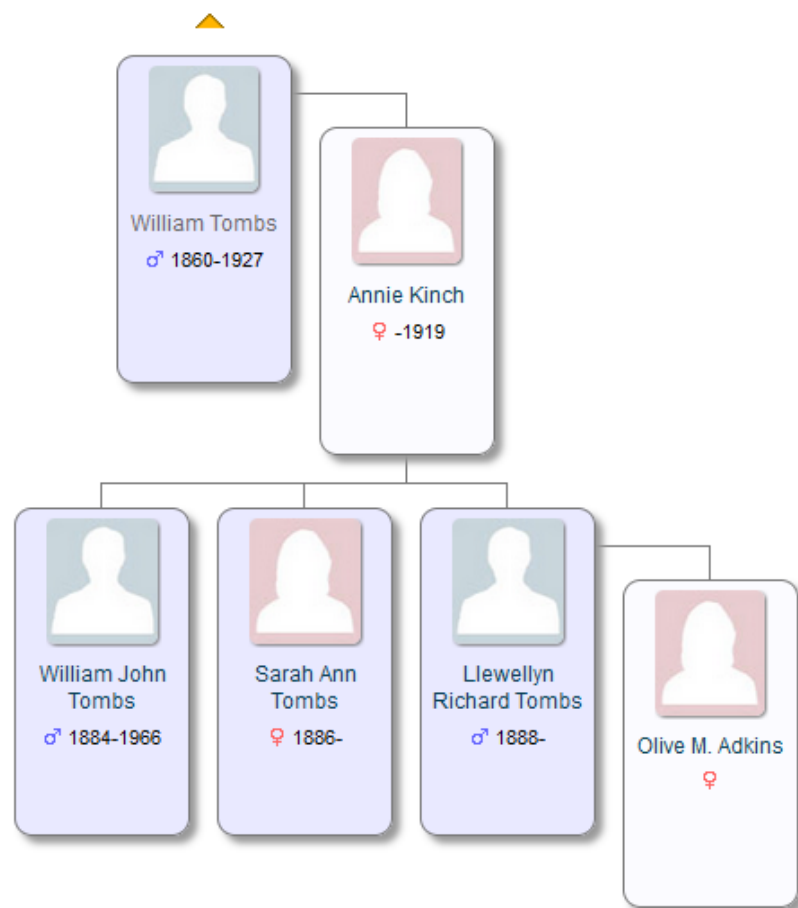 William Tombs
♂ 1860-1927
Annie Kinch
♀ -1919
William John
Tombs
♂ 1884-1966
Sarah Ann
Tombs
♀ 1886-
Llewellyn
Richard Tombs
♂ 1888-
Olive M. Adkins
♀